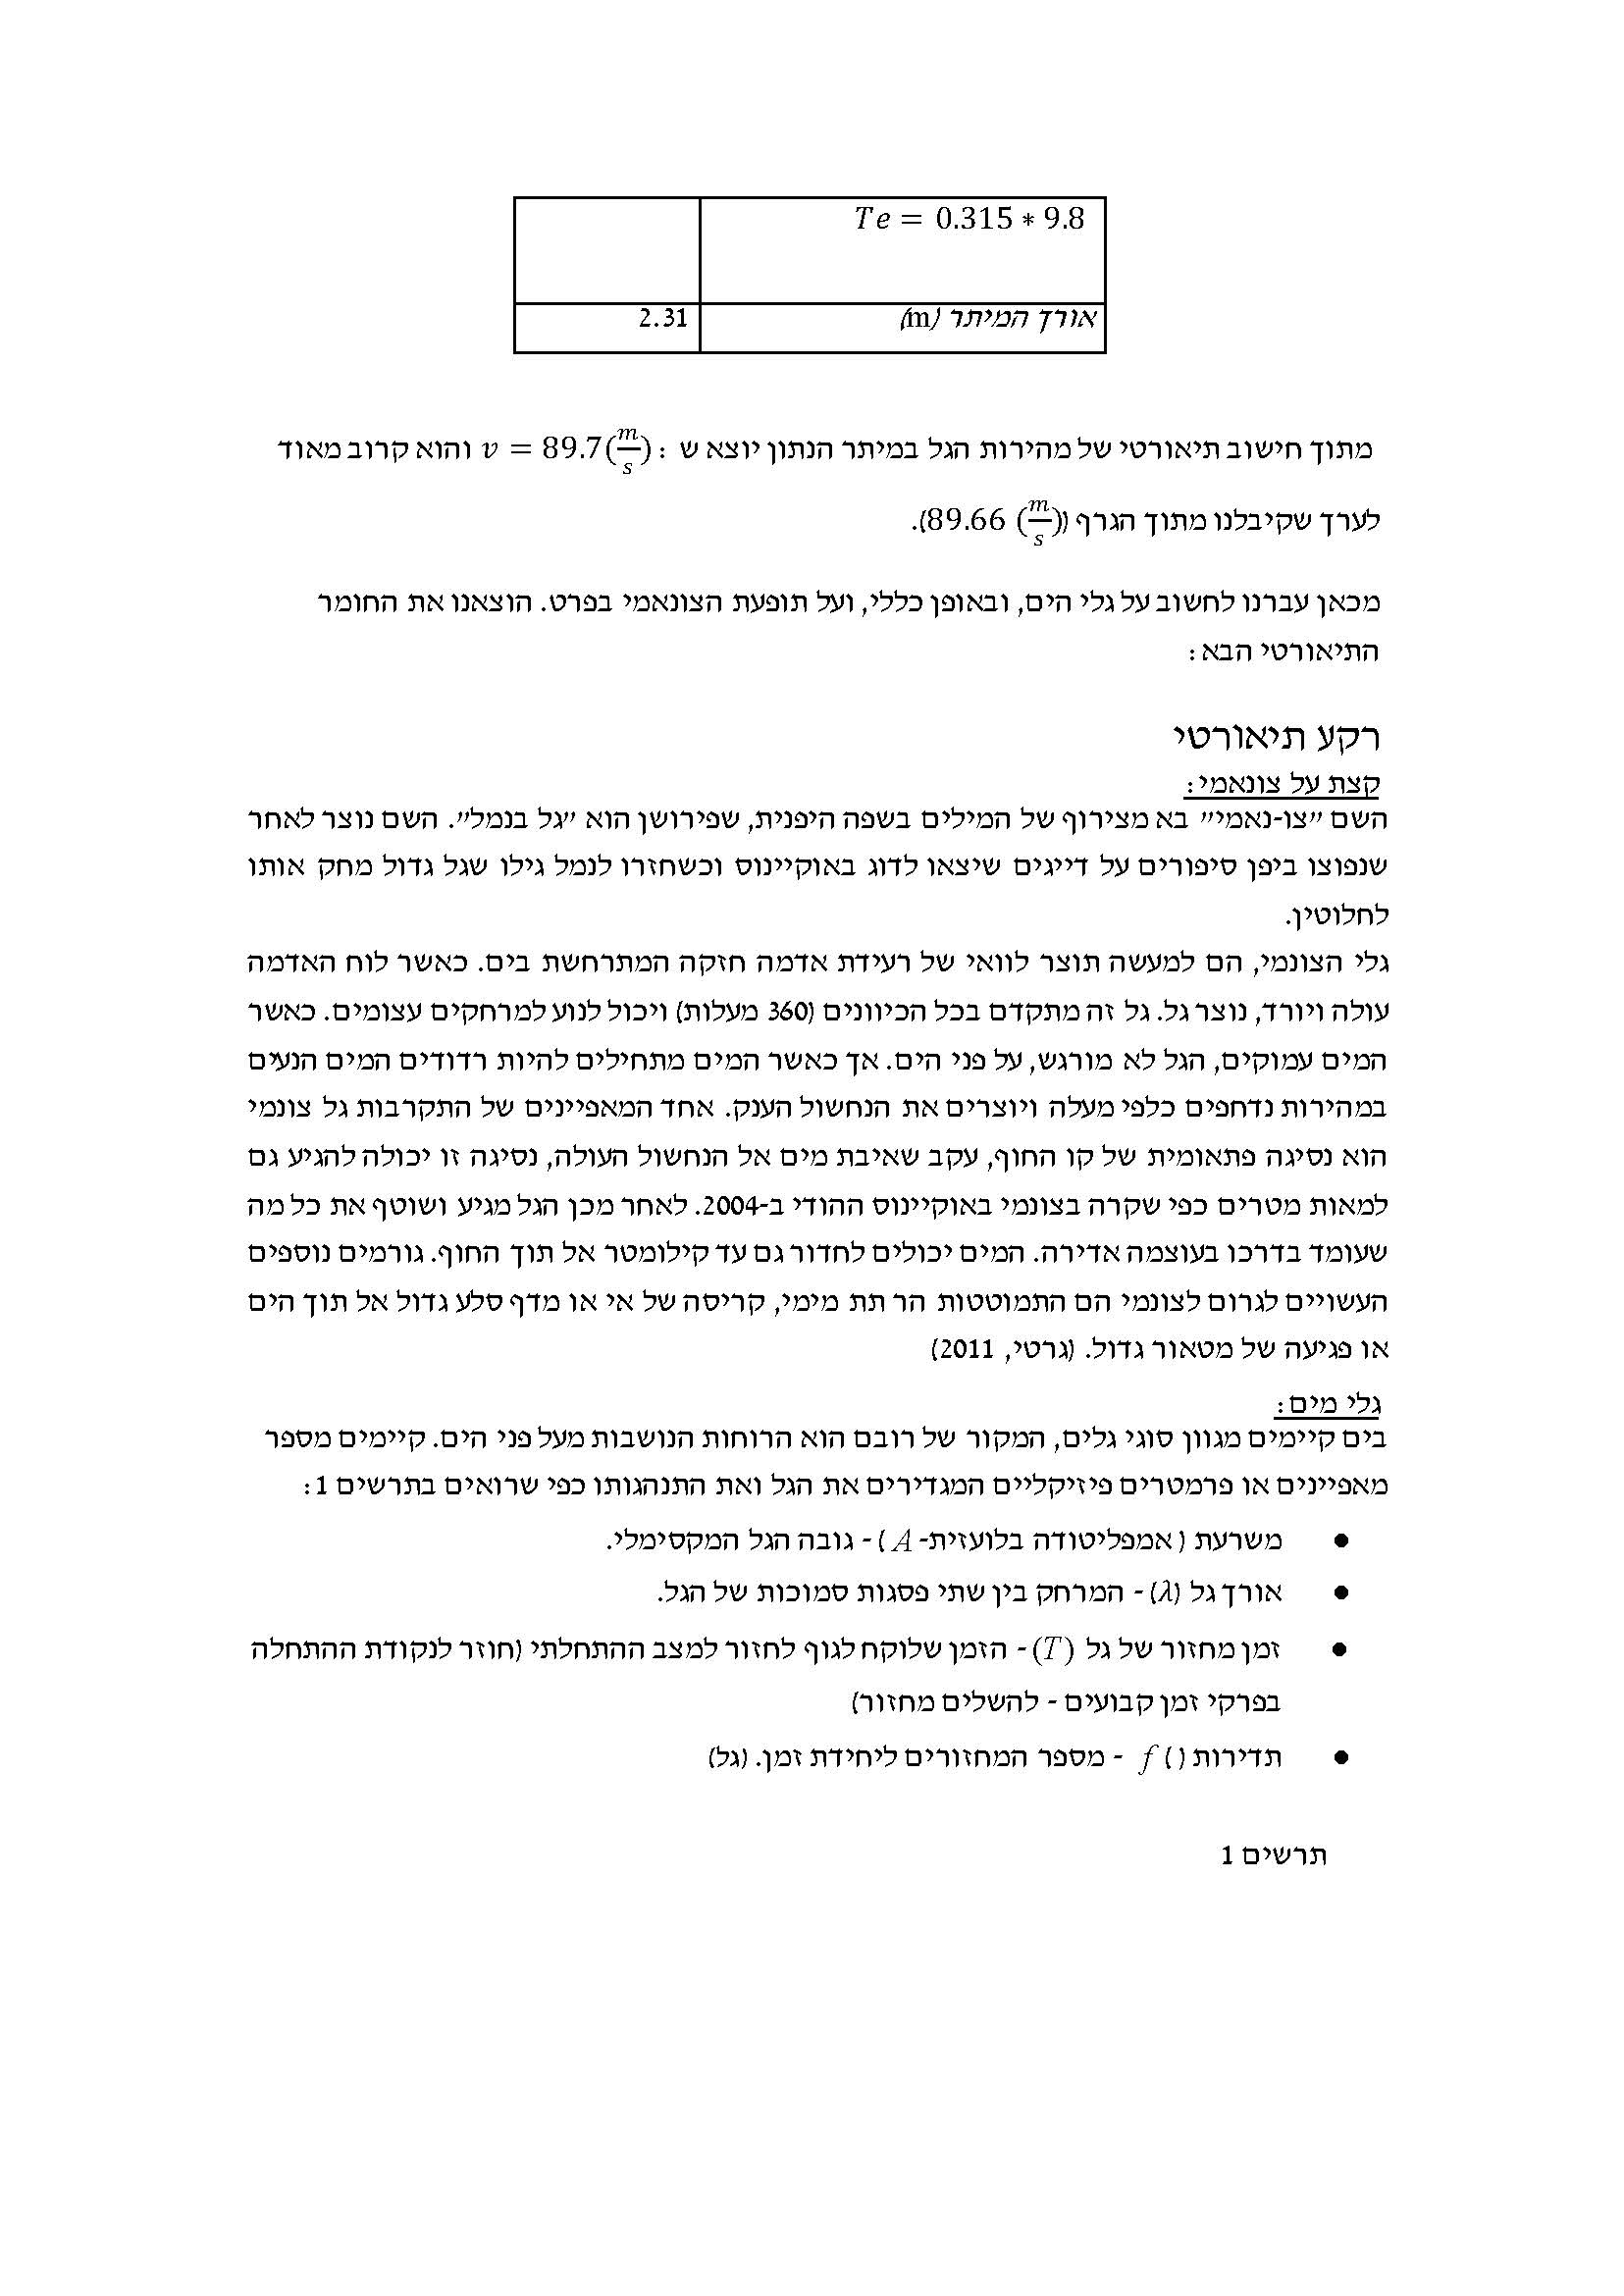 Te = 0.315 * 9.8
אורך המיתר (m) 2.31
מתוך חישוב תיאורטי של מהירות הגל במיתר הנתון יוצא ש : v = 89.7(m/s) והוא קרוב מאוד
לערך שקיבלנו מתוך הגרף (89.66 (m/s)).
מכאן עברנו לחשוב על גלי הים, ובאופן כללי, ועל תופעת הצונאמי בפרט. הוצאנו את החומר
התיאורטי הבא:
רקע תיאורטי
קצת על צונאמי:
השם "צו-נאמי" בא מצירוף של המילים בשפה היפנית, שפירושן הוא "גל בנמל". השם נוצר לאחר
שנפוצו ביפן סיפורים על דייגים שיצאו לדוג באוקיינוס וכשחזרו לנמל גילו שגל גדול מחק אותו
לחלוטין.
גלי הצונמי, הם למעשה תוצר לוואי של רעידת אדמה חזקה המתרחשת בים. כאשר לוח האדמה
עולה ויורד, נוצר גל. גל זה מתקדם בכל הכיוונים (360 מעלות) ויכול לנוע למרחקים עצומים. כאשר
המים עמוקים, הגל לא מורגש, על פני הים. אך כאשר המים מתחילים להיות רדודים המים הנעים
במהירות נדחפים כלפי מעלה ויוצרים את הנחשול הענק. אחד המאפיינים של התקרבות גל צונמי
הוא נסיגה פתאומית של קו החוף, עקב שאיבת מים אל הנחשול העולה, נסיגה זו יכולה להגיע גם
למאות מטרים כפי שקרה בצונמי באוקיינוס ההודי ב-2004. לאחר מכן הגל מגיע ושוטף את כל מה
שעומד בדרכו בעוצמה אדירה. המים יכולים לחדור גם עד קילומטר אל תוך החוף. גורמים נוספים
העשויים לגרום לצונמי הם התמוטטות הר תת מימי, קריסה של אי או מדף סלע גדול אל תוך הים
או פגיעה של מטאור גדול. (גרטי, 2011)
גלי מים:
בים קיימים מגוון סוגי גלים, המקור של רובם הוא הרוחות הנושבות מעל פני הים. קיימים מספר
מאפיינים או פרמטרים פיזיקליים המגדירים את הגל ואת התנהגותו כפי שרואים בתרשים 1:
• משרעת (אמפליטודה בלועזית- A) - גובה הגל המקסימלי.
• אורך גל (λ) - המרחק בין שתי פסגות סמוכות של הגל.
• זמן מחזור של גל (T) - הזמן שלוקח לגוף לחזור למצב ההתחלתי (חוזר לנקודת ההתחלה
בפרקי זמן קבועים - להשלים מחזור)
• תדירות () f - מספר המחזורים ליחידת זמן. (גל)
תרשים 1